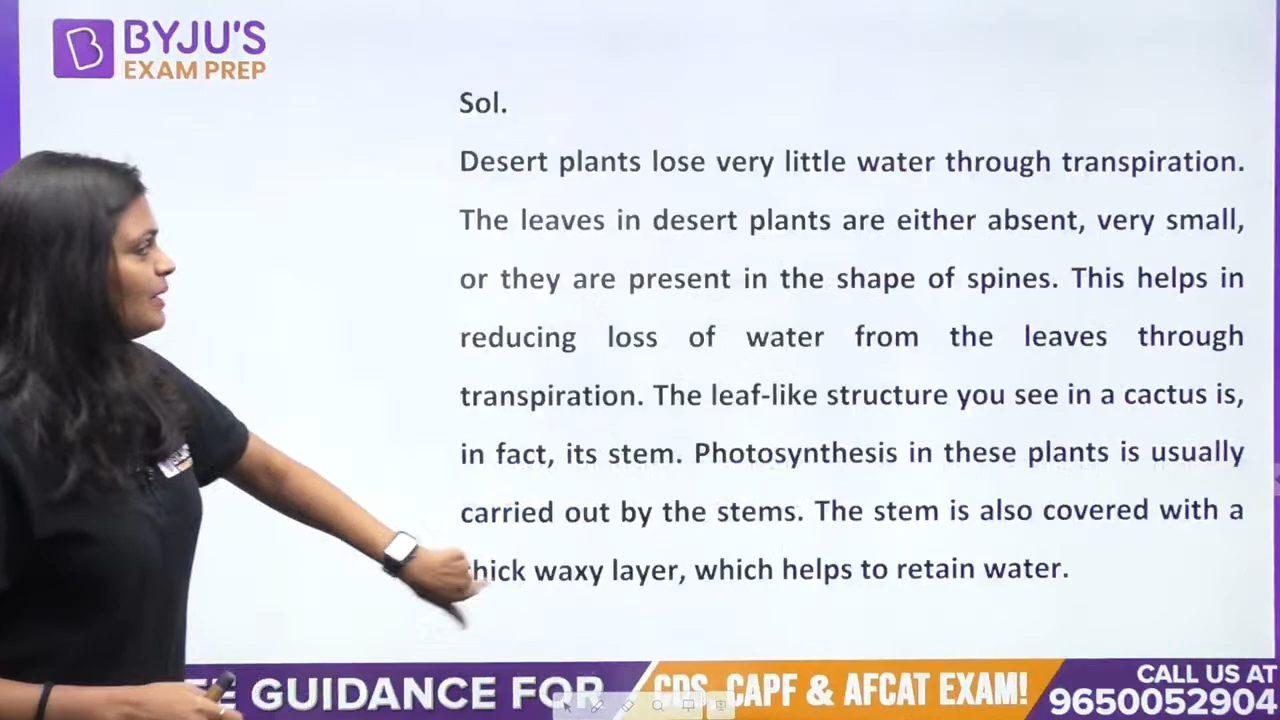 BYJU'S
EXAM PREP
Sol.
Desert plants lose very little water through transpiration.
The leaves in desert plants are either absent, very small,
or they are present in the shape of spines. This helps in
reducing loss of water from the leaves through
transpiration. The leaf-like structure you see in a cactus is,
in fact, its stem. Photosynthesis in these plants is usually
carried out by the stems. The stem is also covered with a
thick waxy layer, which helps to retain water.
GUIDANCE FOR CDS, CAPF & AFCAT EXAM!
CALL US AT
9650052904